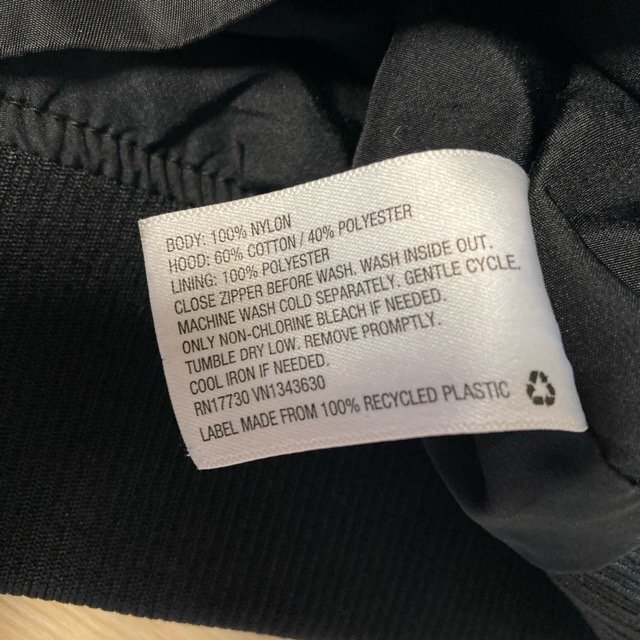 BODY: 100% NYLON
HOOD: 60% COTTON / 40% POLYESTER
LINING: 100% POLYESTER
CLOSE ZIPPER BEFORE WASH. WASH INSIDE OUT.
MACHINE WASH COLD SEPARATELY. GENTLE CYCLE.
ONLY NON-CHLORINE BLEACH IF NEEDED.
TUMBLE DRY LOW. REMOVE PROMPTLY.
COOL IRON IF NEEDED.
RN17730 VN1343630
LABEL MADE FROM 100% RECYCLED PLASTIC